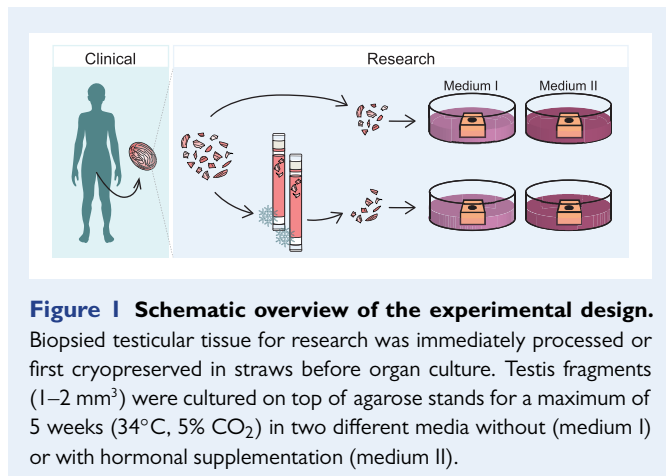 Clinical
Research
Medium I
Medium II
Figure 1 Schematic overview of the experimental design.
Biopsied testicular tissue for research was immediately processed or
first cryopreserved in straws before organ culture. Testis fragments
(1–2 mm³) were cultured on top of agarose stands for a maximum of
5 weeks (34°C, 5% CO₂) in two different media without (medium I)
or with hormonal supplementation (medium II).